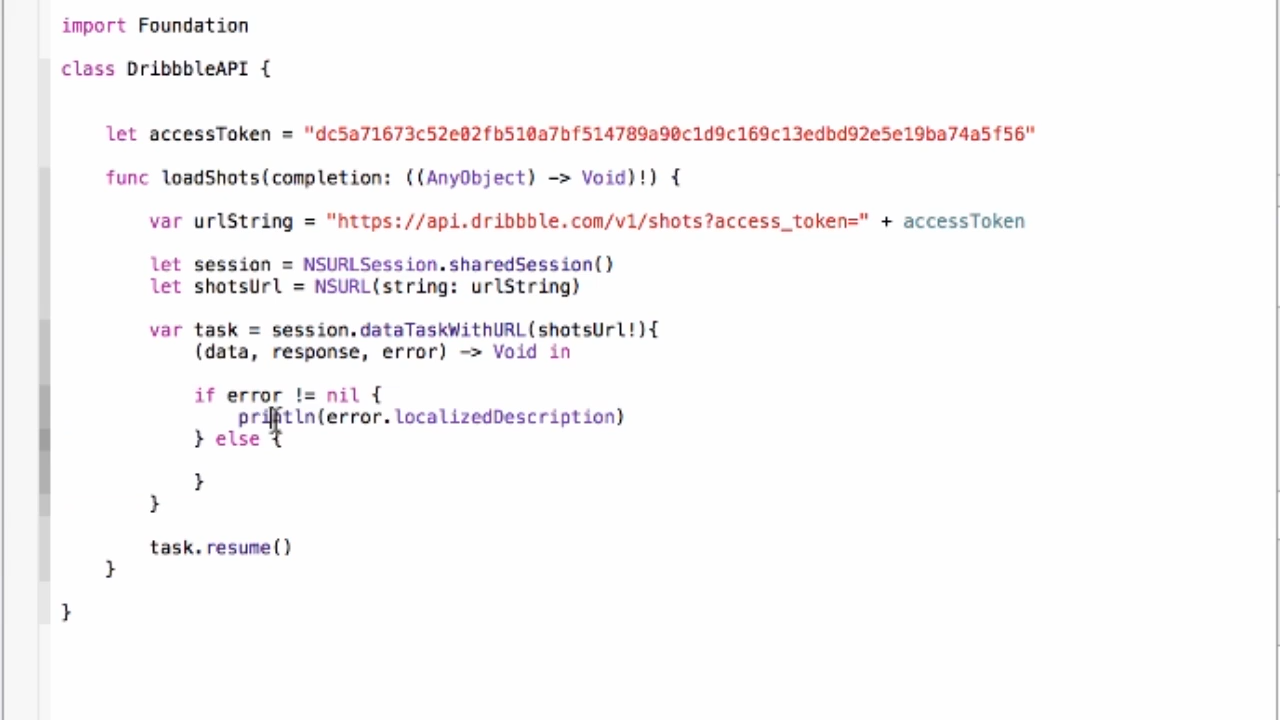 import Foundation
class DribbbleAPI {
let accessToken = "dc5a71673c52e02fb510a7bf514789a90c1d9c169c13edbd92e5e19ba74a5f56"
func loadShots(completion: ((AnyObject) -> Void)!) {
var urlString = "https://api.dribbble.com/v1/shots?access_token=" + accessToken
let session = NSURLSession.sharedSession()
let shotsUrl = NSURL(string: urlString)
var task = session.dataTaskWithURL(shotsUrl!){
(data, response, error) -> Void in
if error != nil {
println(error.localizedDescription)
} else {
}
}
task.resume()
}
}